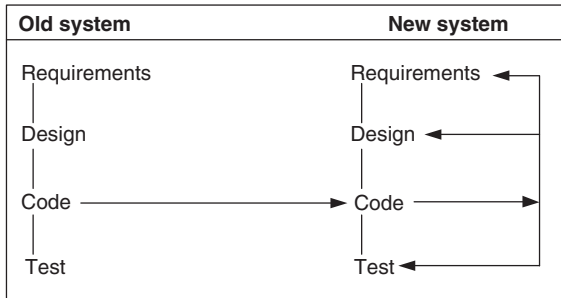 Old system New system
Requirements Requirements
Design Design
Code Code
Test Test